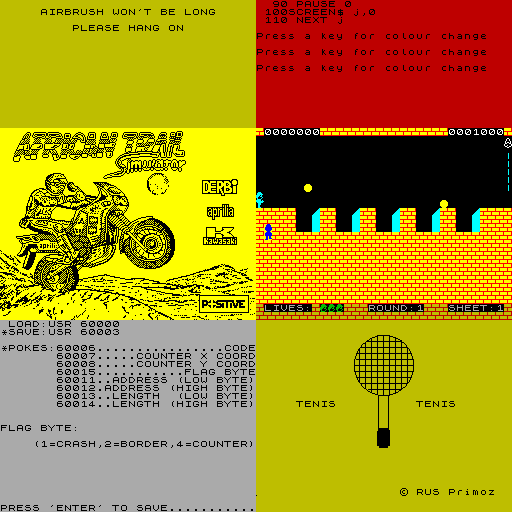 AIRBRUSH WON'T BE LONG
PLEASE HANG ON
90 PAUSE 0
110 NEXT j
Press a Key for colour change
Press a Key for colour change
Press a Key for colour change
AFRICAN TRAIL
Simulator
DERBI
aprilia
K
Kawasaki
POSITIVE
0000000
0001000
LIVES:
ROUND:1
SHEET:1
LOAD:USR 60000
*SAVE:USR 60003
*POKES:60006...............CODE
60007.....COUNTER X COORD
60008.....COUNTER Y COORD
60015...........FLAG BYTE
60011..ADDRESS (LOW BYTE)
60012.ADDRESS (HIGH BYTE)
60013..LENGTH  (LOW BYTE)
60014..LENGTH (HIGH BYTE)
FLAG BYTE:
(1=CRASH,2=BORDER,4=COUNTER)
PRESS 'ENTER' TO SAVE...........
TENIS
TENIS
© RUS Primoz